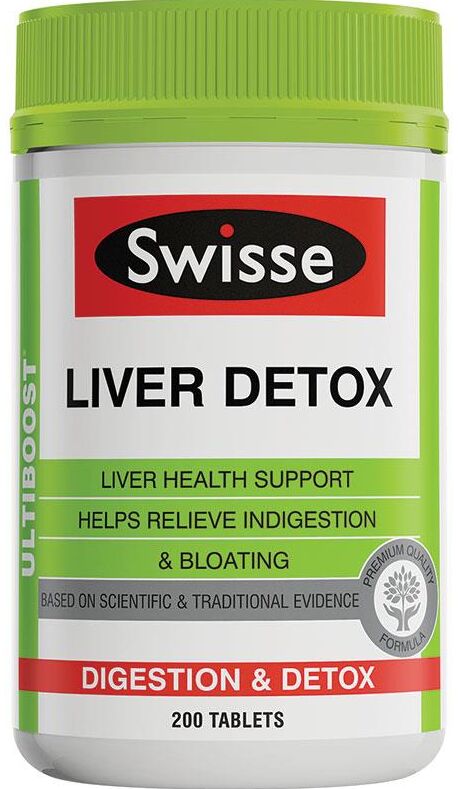 Swisse
LIVER DETOX
ULTIBOOST™
LIVER HEALTH SUPPORT
HELPS RELIEVE INDIGESTION
& BLOATING
BASED ON SCIENTIFIC & TRADITIONAL EVIDENCE
PREMIUM QUALITY
FORMULA
DIGESTION & DETOX
200 TABLETS